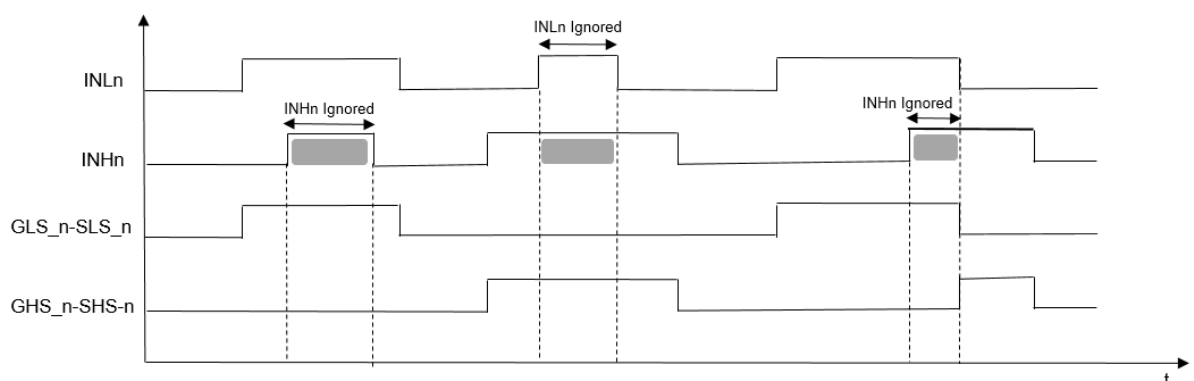 INLn Ignored
INLn
INHn Ignored
INHn Ignored
INHn
GLS_n-SLS_n
GHS_n-SHS-n
t